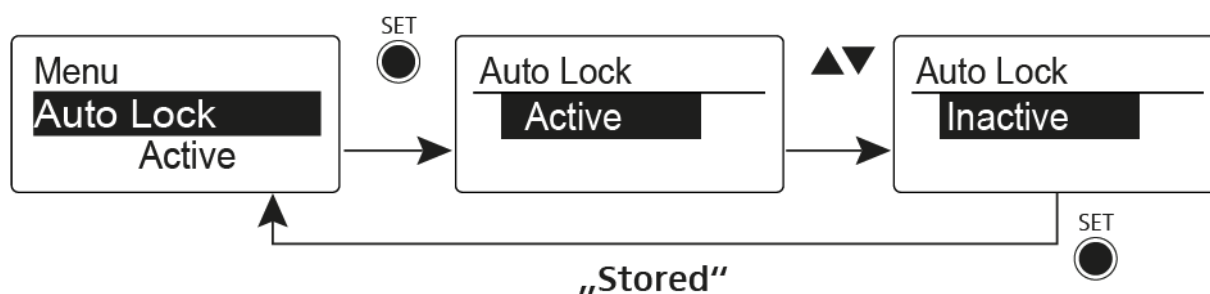 Menu
Auto Lock
Active
SET
Auto Lock
Active
▲▼
Auto Lock
Inactive
SET
„Stored“